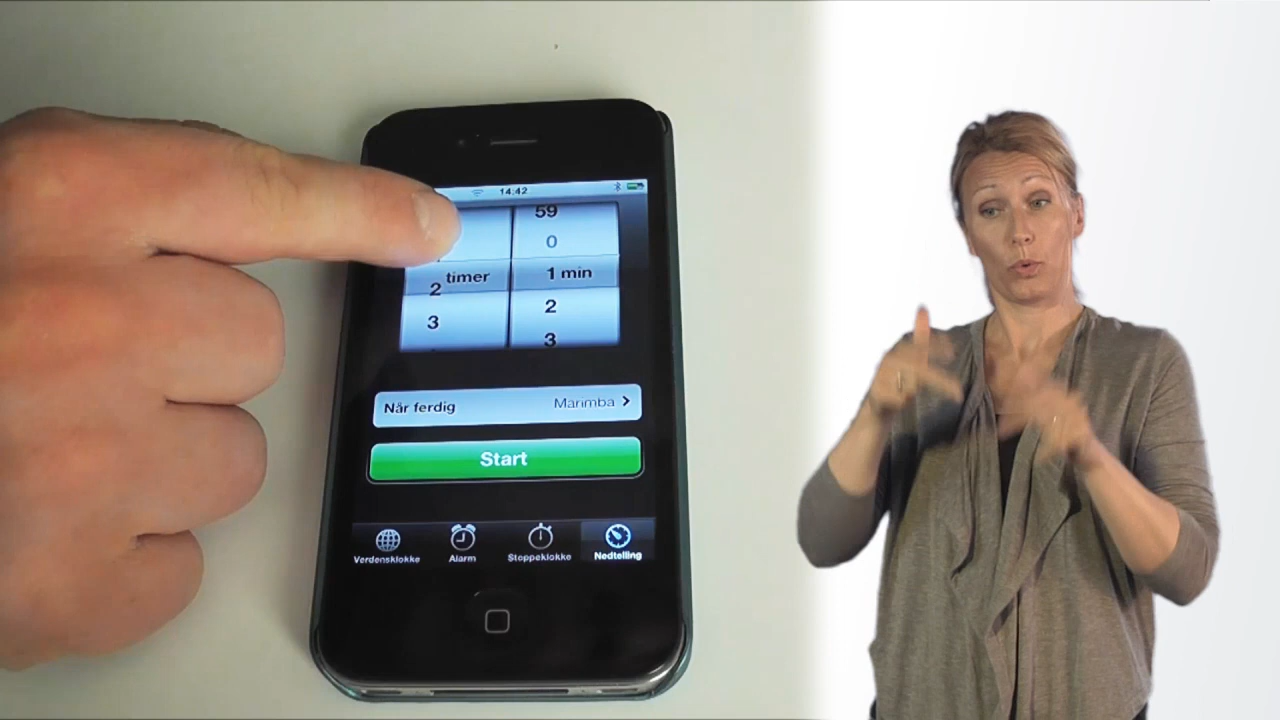 14:42
59
0
timer 1 min
2 2
3 3
Når ferdig Marimba
Start
Verdensklokke Alarm Stoppeklokke Nedtelling